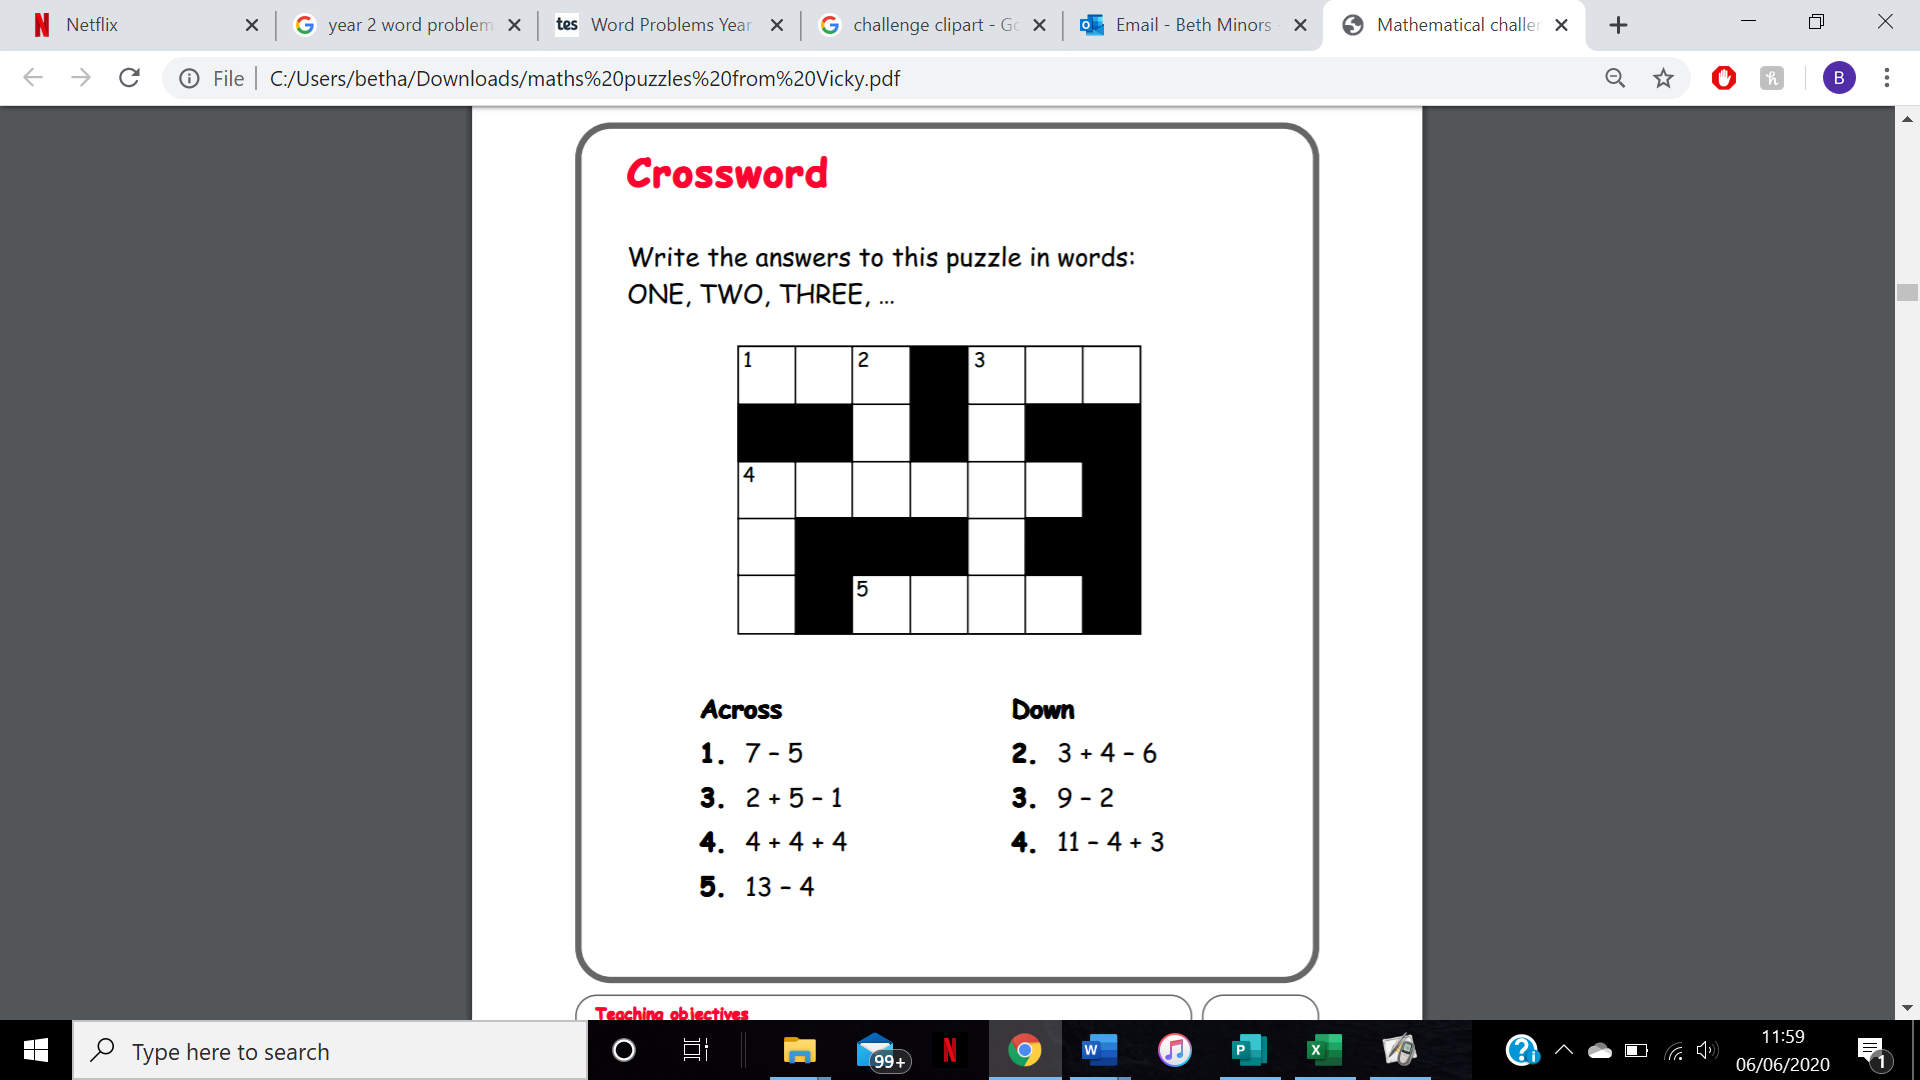 Netflix
year 2 word problem
tes Word Problems Year
challenge clipart - Go
Email - Beth Minors -
Mathematical challen
File C:/Users/betha/Downloads/maths%20puzzles%20from%20Vicky.pdf
B
Crossword
Write the answers to this puzzle in words:
ONE, TWO, THREE, ...
1 2 3
4
5
Across
1. 7 – 5
3. 2 + 5 – 1
4. 4 + 4 + 4
5. 13 – 4
Down
2. 3 + 4 – 6
3. 9 – 2
4. 11 – 4 + 3
Teaching objectives
Type here to search
99+
11:59
06/06/2020
1